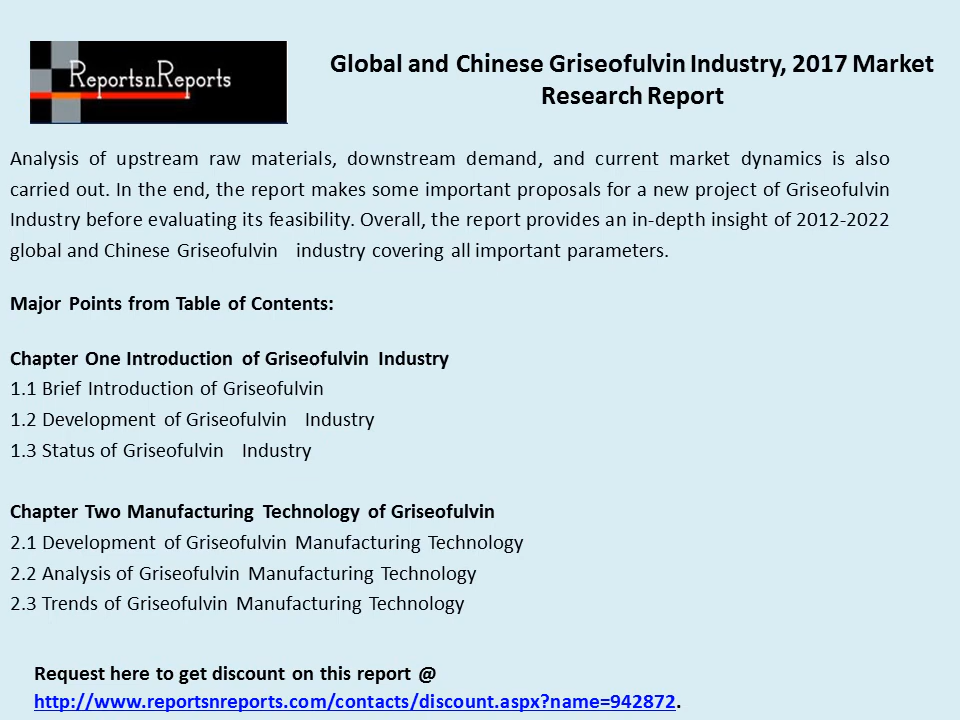 ReportsnReports
Global and Chinese Griseofulvin Industry, 2017 Market
Research Report
Analysis of upstream raw materials, downstream demand, and current market dynamics is also
carried out. In the end, the report makes some important proposals for a new project of Griseofulvin
Industry before evaluating its feasibility. Overall, the report provides an in-depth insight of 2012-2022
global and Chinese Griseofulvin industry covering all important parameters.
Major Points from Table of Contents:
Chapter One Introduction of Griseofulvin Industry
1.1 Brief Introduction of Griseofulvin
1.2 Development of Griseofulvin Industry
1.3 Status of Griseofulvin Industry
Chapter Two Manufacturing Technology of Griseofulvin
2.1 Development of Griseofulvin Manufacturing Technology
2.2 Analysis of Griseofulvin Manufacturing Technology
2.3 Trends of Griseofulvin Manufacturing Technology
Request here to get discount on this report @
http://www.reportsnreports.com/contacts/discount.aspx?name=942872.